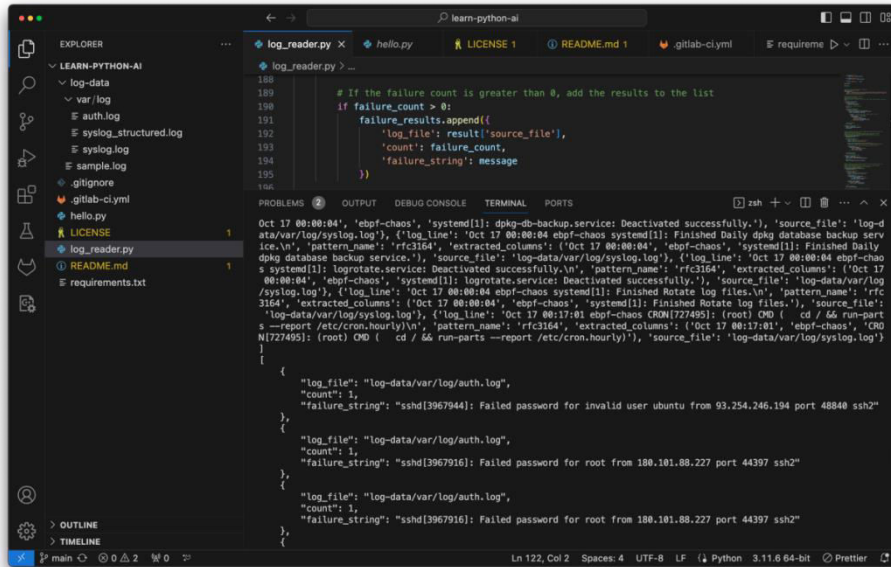 learn-python-ai
EXPLORER
LEARN-PYTHON-AI
log-data
var/log
auth.log
syslog_structured.log
syslog.log
sample.log
.gitignore
.gitlab-ci.yml
hello.py
LICENSE 1
log_reader.py
README.md 1
requirements.txt
OUTLINE
TIMELINE
log_reader.py
hello.py
LICENSE 1
README.md 1
.gitlab-ci.yml
requireme
log_reader.py > ...
188
189 # If the failure count is greater than 0, add the results to the list
190 if failure_count > 0:
191 failure_results.append({
192 'log_file': result['source_file'],
193 'count': failure_count,
194 'failure_string': message
195 })
196
PROBLEMS 2 OUTPUT DEBUG CONSOLE TERMINAL PORTS
zsh
Oct 17 00:00:04', 'ebpf-chaos', 'systemd[1]: dpkg-db-backup.service: Deactivated successfully.'), 'source_file': 'log-d
ata/var/log/syslog.log'}, {'log_line': 'Oct 17 00:00:04 ebpf-chaos systemd[1]: Finished Daily dpkg database backup serv
ice.\n', 'pattern_name': 'rfc3164', 'extracted_columns': ('Oct 17 00:00:04', 'ebpf-chaos', 'systemd[1]: Finished Daily
dpkg database backup service.'), 'source_file': 'log-data/var/log/syslog.log'}, {'log_line': 'Oct 17 00:00:04 ebpf-chao
s systemd[1]: logrotate.service: Deactivated successfully.\n', 'pattern_name': 'rfc3164', 'extracted_columns': ('Oct 17
00:00:04', 'ebpf-chaos', 'systemd[1]: logrotate.service: Deactivated successfully.'), 'source_file': 'log-data/var/log
/syslog.log'}, {'log_line': 'Oct 17 00:00:04 ebpf-chaos systemd[1]: Finished Rotate log files.\n', 'pattern_name': 'rfc
3164', 'extracted_columns': ('Oct 17 00:00:04', 'ebpf-chaos', 'systemd[1]: Finished Rotate log files.'), 'source_file':
'log-data/var/log/syslog.log'}, {'log_line': 'Oct 17 00:17:01 ebpf-chaos CRON[727495]: (root) CMD ( cd / && run-part
s --report /etc/cron.hourly)\n', 'pattern_name': 'rfc3164', 'extracted_columns': ('Oct 17 00:17:01', 'ebpf-chaos', 'CRO
N[727495]: (root) CMD ( cd / && run-parts --report /etc/cron.hourly)'), 'source_file': 'log-data/var/log/syslog.log'}
]
[
{
"log_file": "log-data/var/log/auth.log",
"count": 1,
"failure_string": "sshd[3967944]: Failed password for invalid user ubuntu from 93.254.246.194 port 48840 ssh2"
},
{
"log_file": "log-data/var/log/auth.log",
"count": 1,
"failure_string": "sshd[3967916]: Failed password for root from 180.101.88.227 port 44397 ssh2"
},
{
"log_file": "log-data/var/log/auth.log",
"count": 1,
"failure_string": "sshd[3967916]: Failed password for root from 180.101.88.227 port 44397 ssh2"
},
{
main 0 2 0 Ln 122, Col 2 Spaces: 4 UTF-8 LF Python 3.11.6 64-bit Prettier